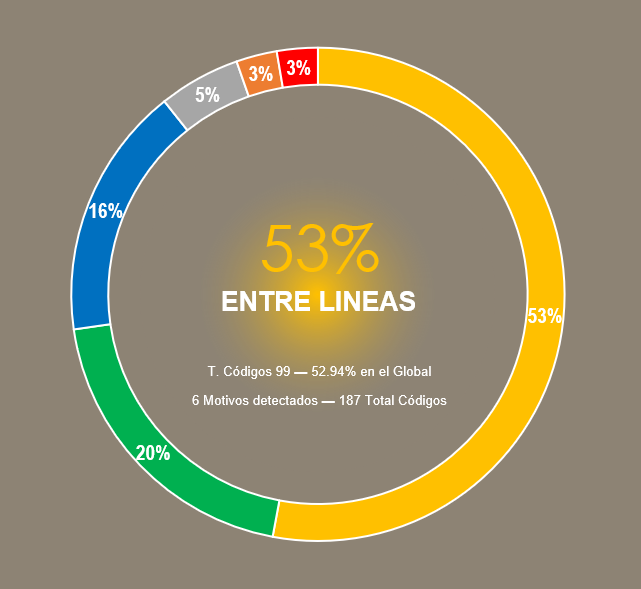 5%
3%
3%
16%
53%
ENTRE LINEAS
53%
T. Códigos 99 — 52.94% en el Global
6 Motivos detectados — 187 Total Códigos
20%